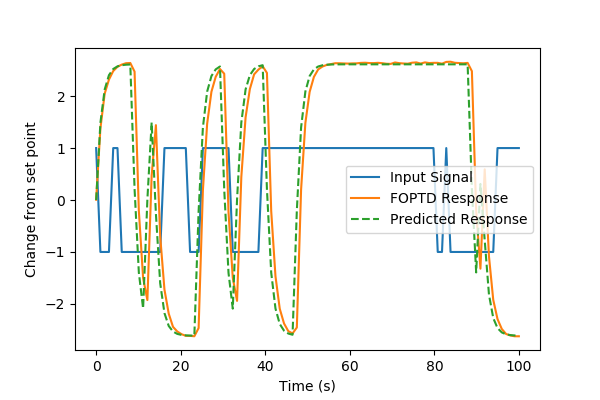 2
1
0
−1
−2
Change from set point
Input Signal
FOPTD Response
Predicted Response
0 20 40 60 80 100
Time (s)